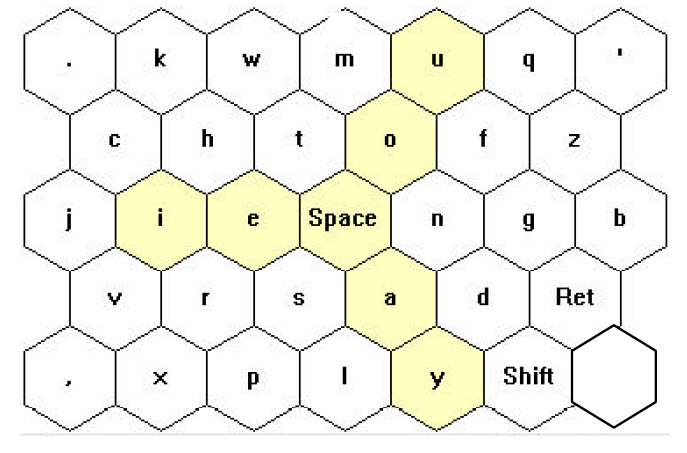 . k w m u q '
c h t o f z
j i e Space n g b
v r s a d Ret
, x p l y Shift